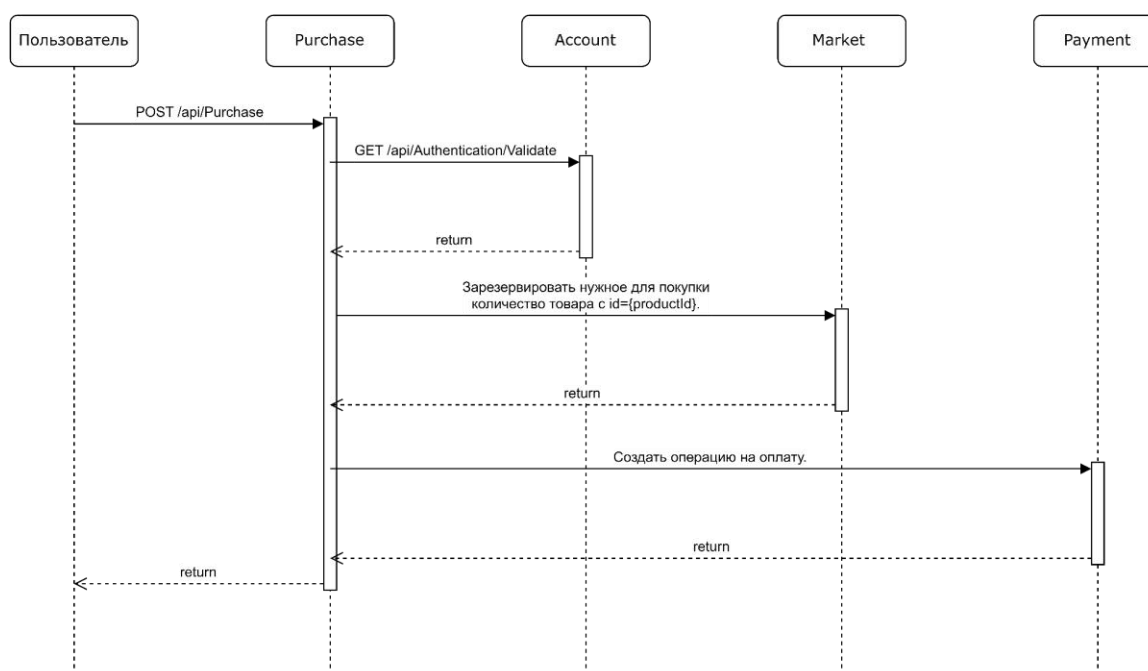 Пользователь
Purchase
Account
Market
Payment
POST /api/Purchase
GET /api/Authentication/Validate
return
Зарезервировать нужное для покупки
количество товара с id={productId}.
return
Создать операцию на оплату.
return
return